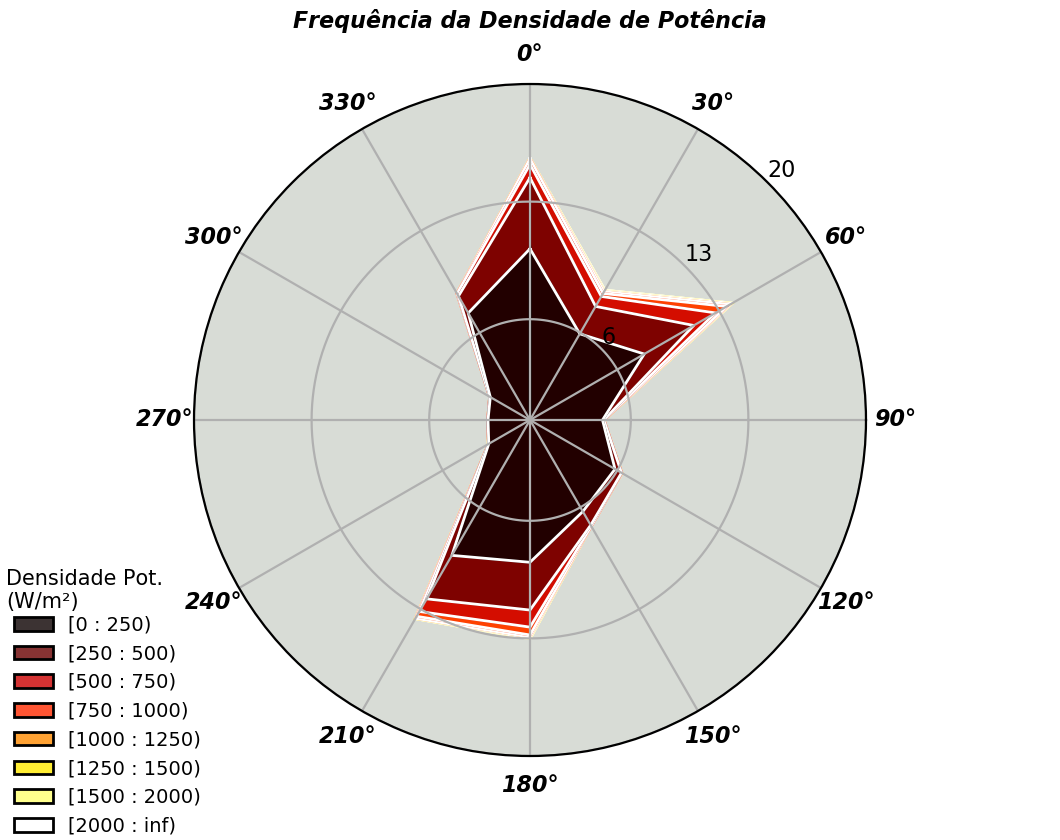 Frequência da Densidade de Potência
0°
330°
30°
20
300°
60°
13
6
270°
90°
240°
120°
210°
150°
180°
Densidade Pot.
(W/m²)
[0 : 250)
[250 : 500)
[500 : 750)
[750 : 1000)
[1000 : 1250)
[1250 : 1500)
[1500 : 2000)
[2000 : inf)